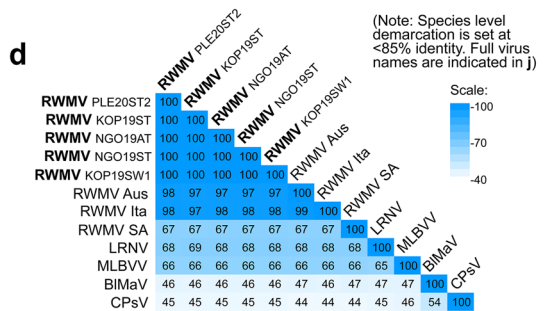 d
(Note: Species level
demarcation is set at
<85% identity. Full virus
names are indicated in j)
Scale:
-100
-70
-40
RWMV PLE20ST2
RWMV KOP19ST
RWMV NGO19AT
RWMV NGO19ST
RWMV KOP19SW1
RWMV Aus
RWMV Ita
RWMV SA
LRNV
MLBVV
BlMaV
CPsV
RWMV PLE20ST2 100
RWMV KOP19ST 100 100
RWMV NGO19AT 100 100 100
RWMV NGO19ST 100 100 100 100
RWMV KOP19SW1 100 100 100 100 100
RWMV Aus 98 97 97 97 97 100
RWMV Ita 98 97 98 98 98 99 100
RWMV SA 67 67 67 67 67 67 67 100
LRNV 68 69 68 68 68 68 68 68 100
MLBVV 66 66 66 66 66 66 66 66 65 100
BlMaV 46 46 46 46 46 47 46 47 47 46 100
CPsV 45 45 45 45 45 44 44 45 45 46 54 100